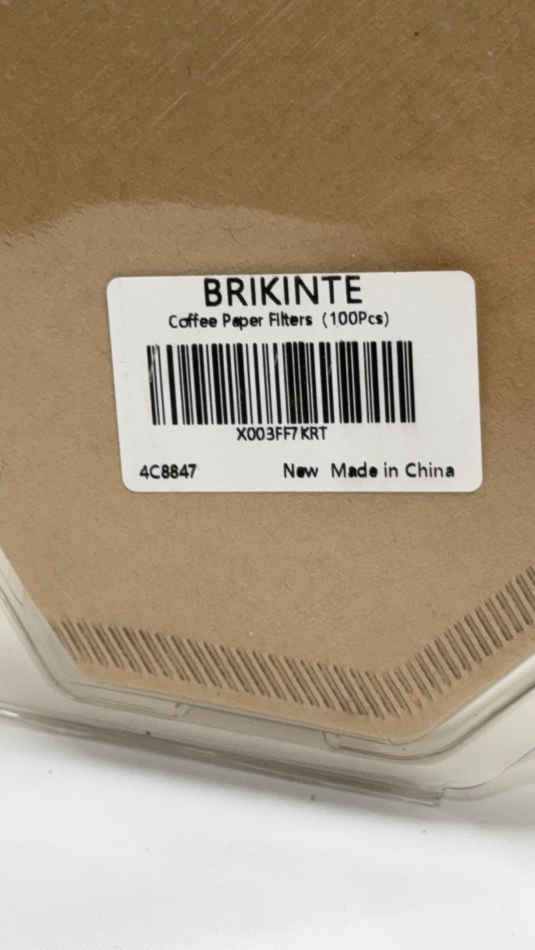 BRIKINTE
Coffee Paper Filters (100Pcs)
X003FF7KRT
4C8847 New Made in China